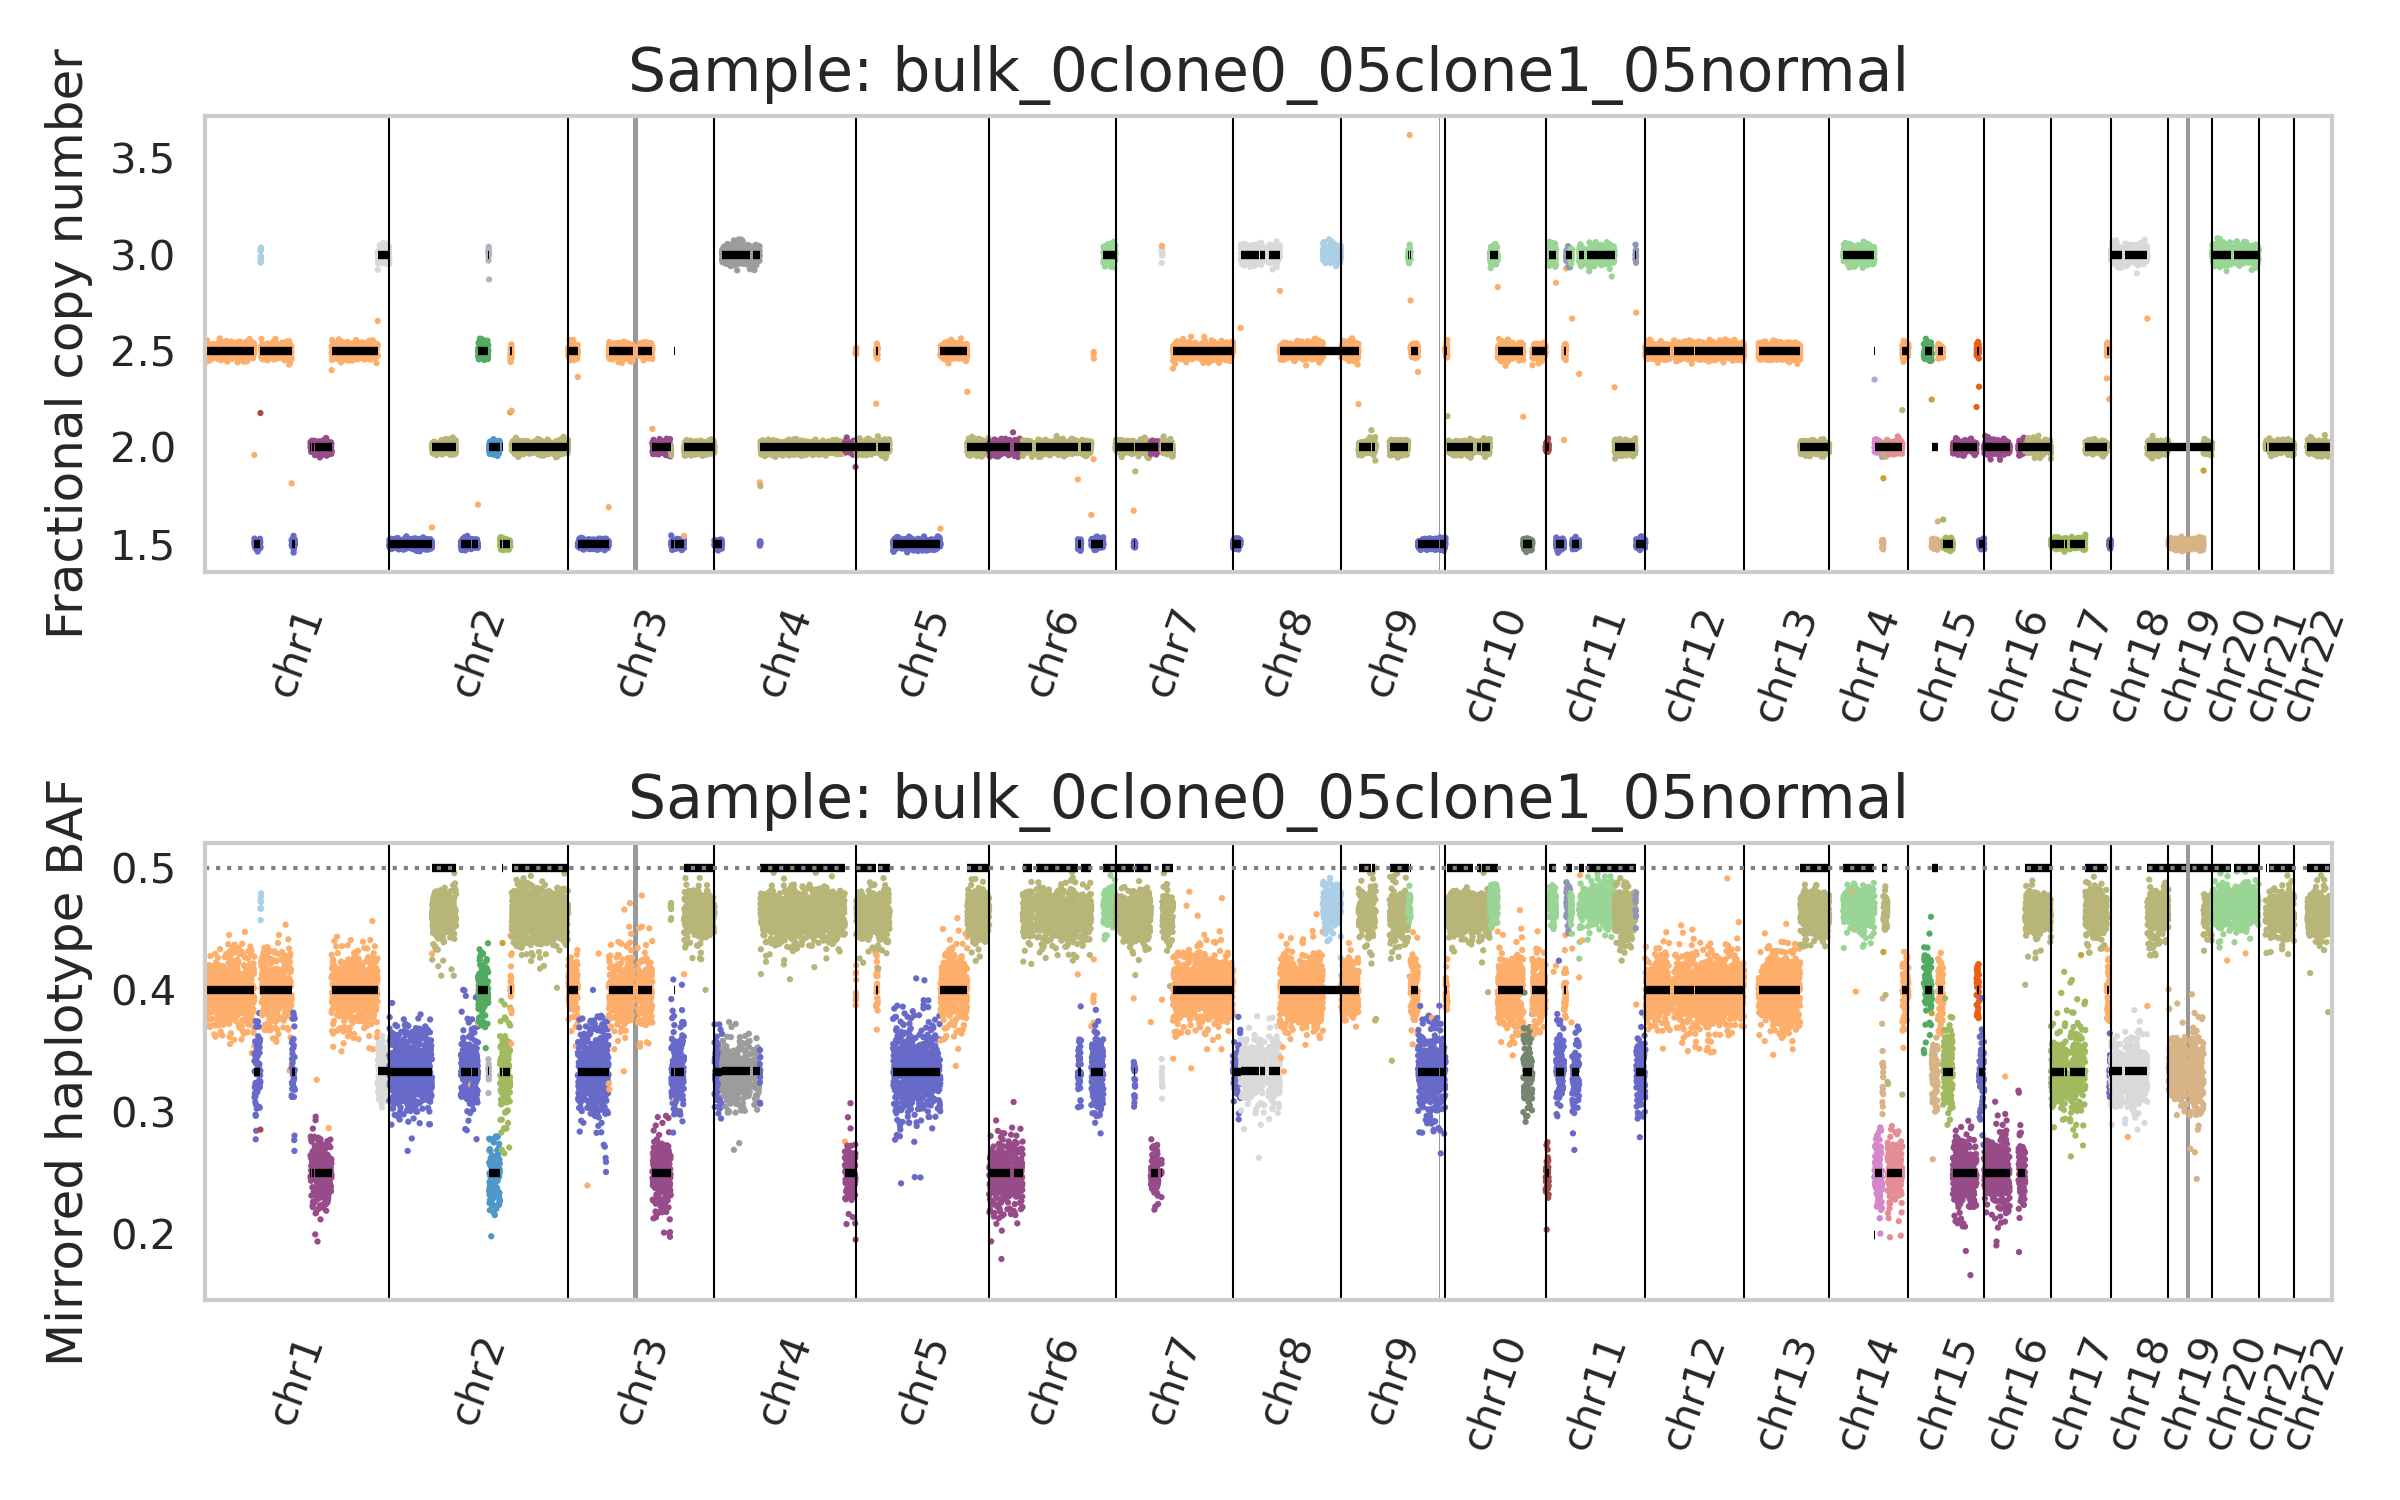 Sample: bulk_0clone0_05clone1_05normal
Fractional copy number
3.5
3.0
2.5
2.0
1.5
chr1
chr2
chr3
chr4
chr5
chr6
chr7
chr8
chr9
chr10
chr11
chr12
chr13
chr14
chr15
chr16
chr17
chr18
chr19
chr20
chr21
chr22
Sample: bulk_0clone0_05clone1_05normal
Mirrored haplotype BAF
0.5
0.4
0.3
0.2
chr1
chr2
chr3
chr4
chr5
chr6
chr7
chr8
chr9
chr10
chr11
chr12
chr13
chr14
chr15
chr16
chr17
chr18
chr19
chr20
chr21
chr22